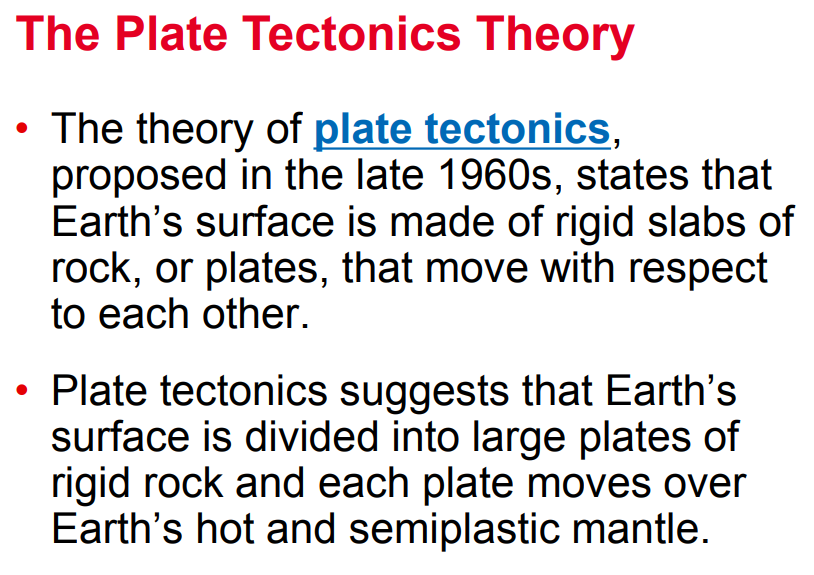 The Plate Tectonics Theory
• The theory of plate tectonics,
proposed in the late 1960s, states that
Earth’s surface is made of rigid slabs of
rock, or plates, that move with respect
to each other.
• Plate tectonics suggests that Earth’s
surface is divided into large plates of
rigid rock and each plate moves over
Earth’s hot and semiplastic mantle.